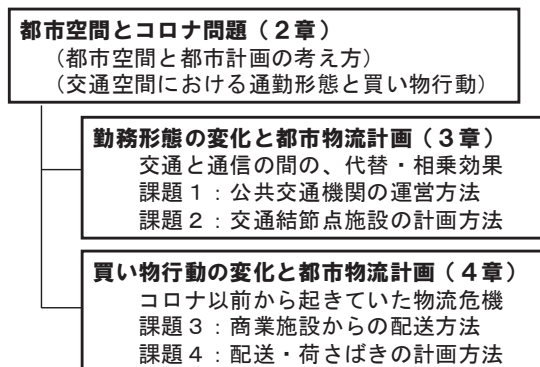 都市空間とコロナ問題（２章）
（都市空間と都市計画の考え方）
（交通空間における通勤形態と買い物行動）
勤務形態の変化と都市物流計画（３章）
交通と通信の間の、代替・相乗効果
課題１：公共交通機関の運営方法
課題２：交通結節点施設の計画方法
買い物行動の変化と都市物流計画（４章）
コロナ以前から起きていた物流危機
課題３：商業施設からの配送方法
課題４：配送・荷さばきの計画方法